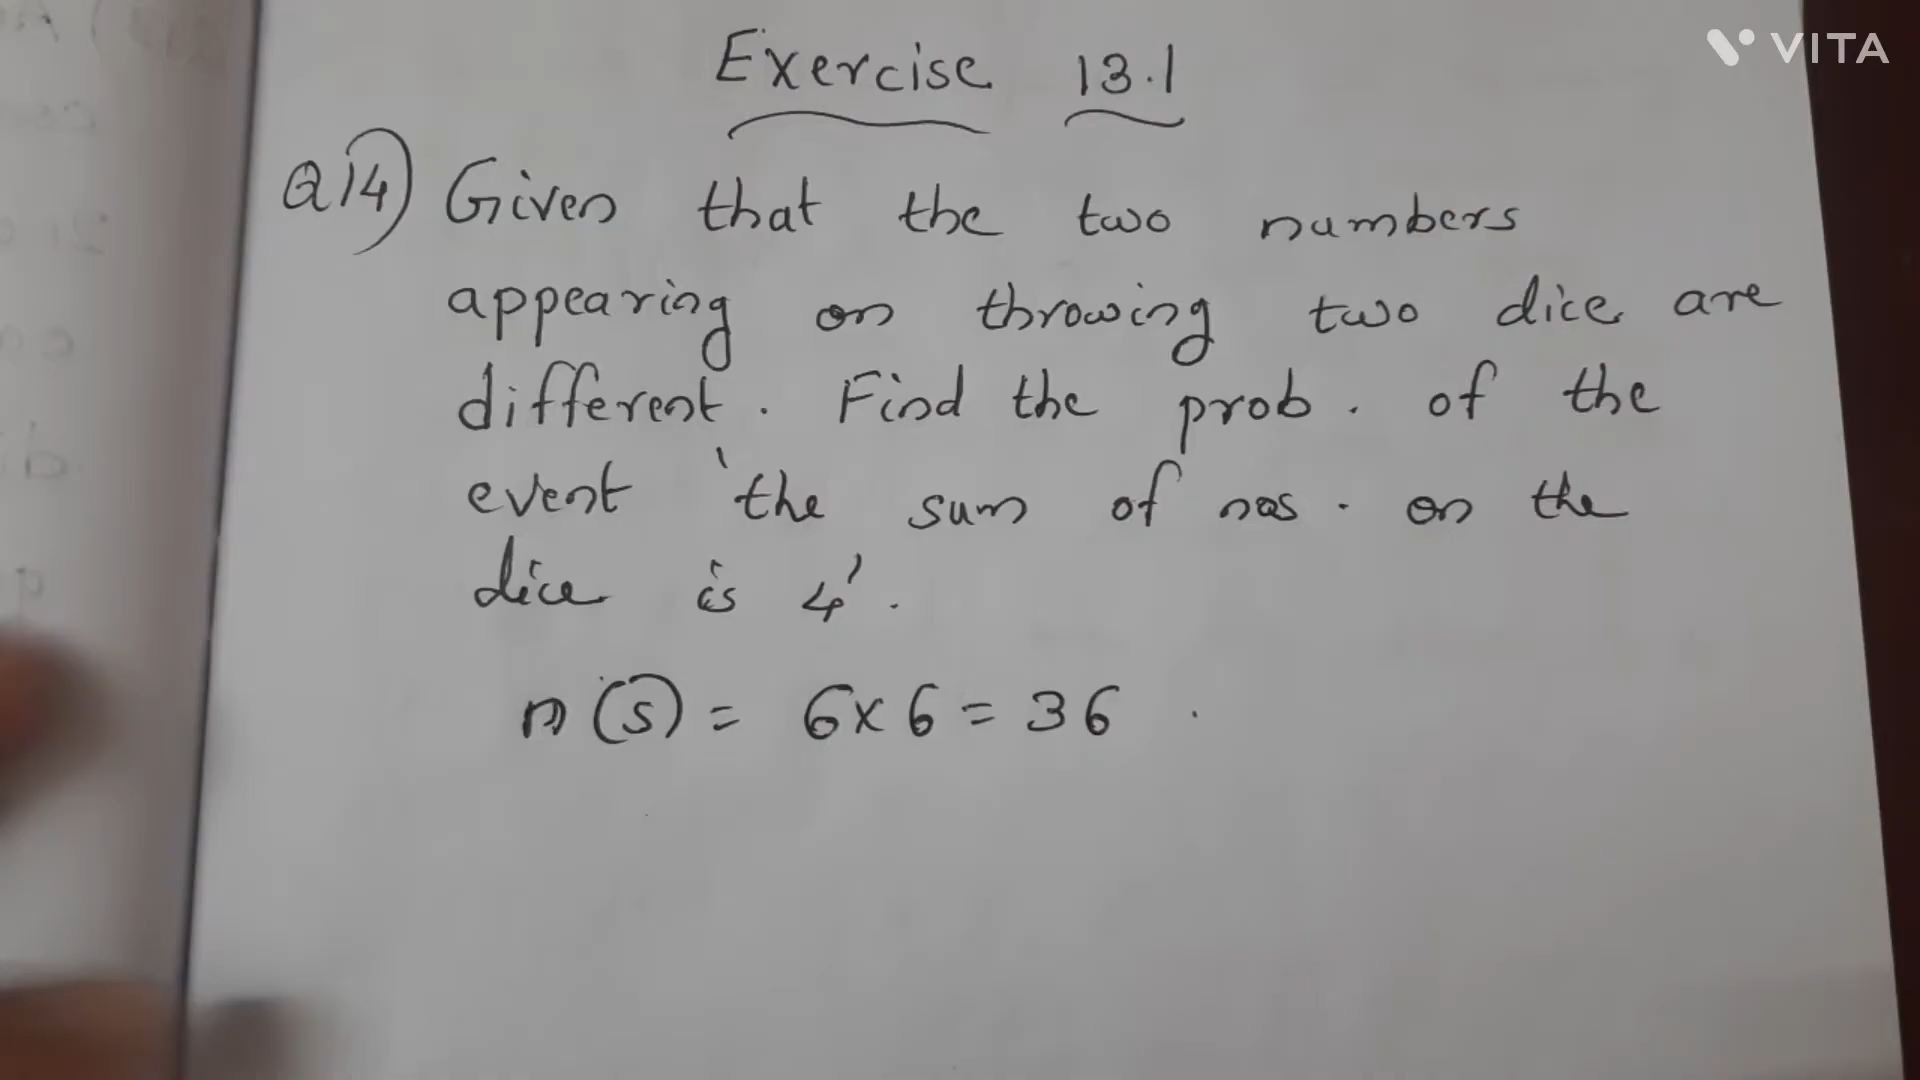 VITA
Exercise 13.1
Q14) Given that the two numbers
appearing on throwing two dice are
different. Find the prob. of the
event 'the sum of nos. on the
dice is 4'.
n(s) = 6x6 = 36